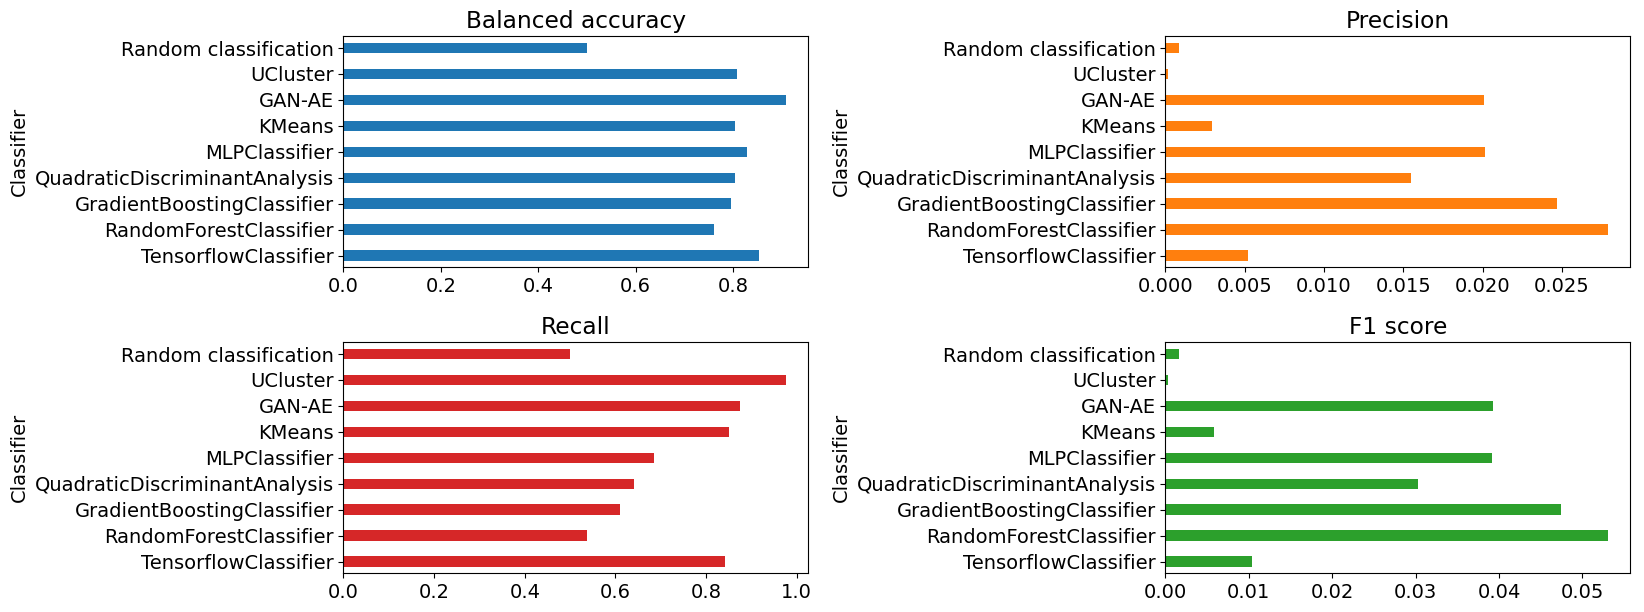 Balanced accuracy
Classifier
Random classification
UCluster
GAN-AE
KMeans
MLPClassifier
QuadraticDiscriminantAnalysis
GradientBoostingClassifier
RandomForestClassifier
TensorflowClassifier
0.0 0.2 0.4 0.6 0.8
Precision
Classifier
Random classification
UCluster
GAN-AE
KMeans
MLPClassifier
QuadraticDiscriminantAnalysis
GradientBoostingClassifier
RandomForestClassifier
TensorflowClassifier
0.000 0.005 0.010 0.015 0.020 0.025
Recall
Classifier
Random classification
UCluster
GAN-AE
KMeans
MLPClassifier
QuadraticDiscriminantAnalysis
GradientBoostingClassifier
RandomForestClassifier
TensorflowClassifier
0.0 0.2 0.4 0.6 0.8 1.0
F1 score
Classifier
Random classification
UCluster
GAN-AE
KMeans
MLPClassifier
QuadraticDiscriminantAnalysis
GradientBoostingClassifier
RandomForestClassifier
TensorflowClassifier
0.00 0.01 0.02 0.03 0.04 0.05